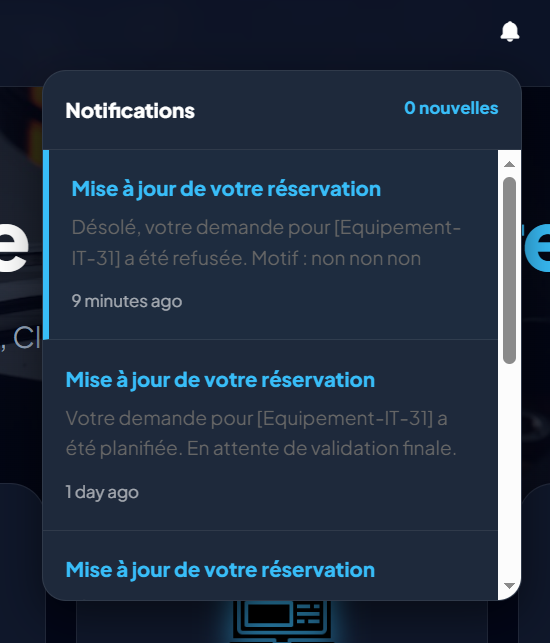 Notifications
0 nouvelles
Mise à jour de votre réservation
Désolé, votre demande pour [Equipement-
IT-31] a été refusée. Motif : non non non
9 minutes ago
e
re
, Cl
Mise à jour de votre réservation
Votre demande pour [Equipement-IT-31] a
été planifiée. En attente de validation finale.
1 day ago
Mise à jour de votre réservation